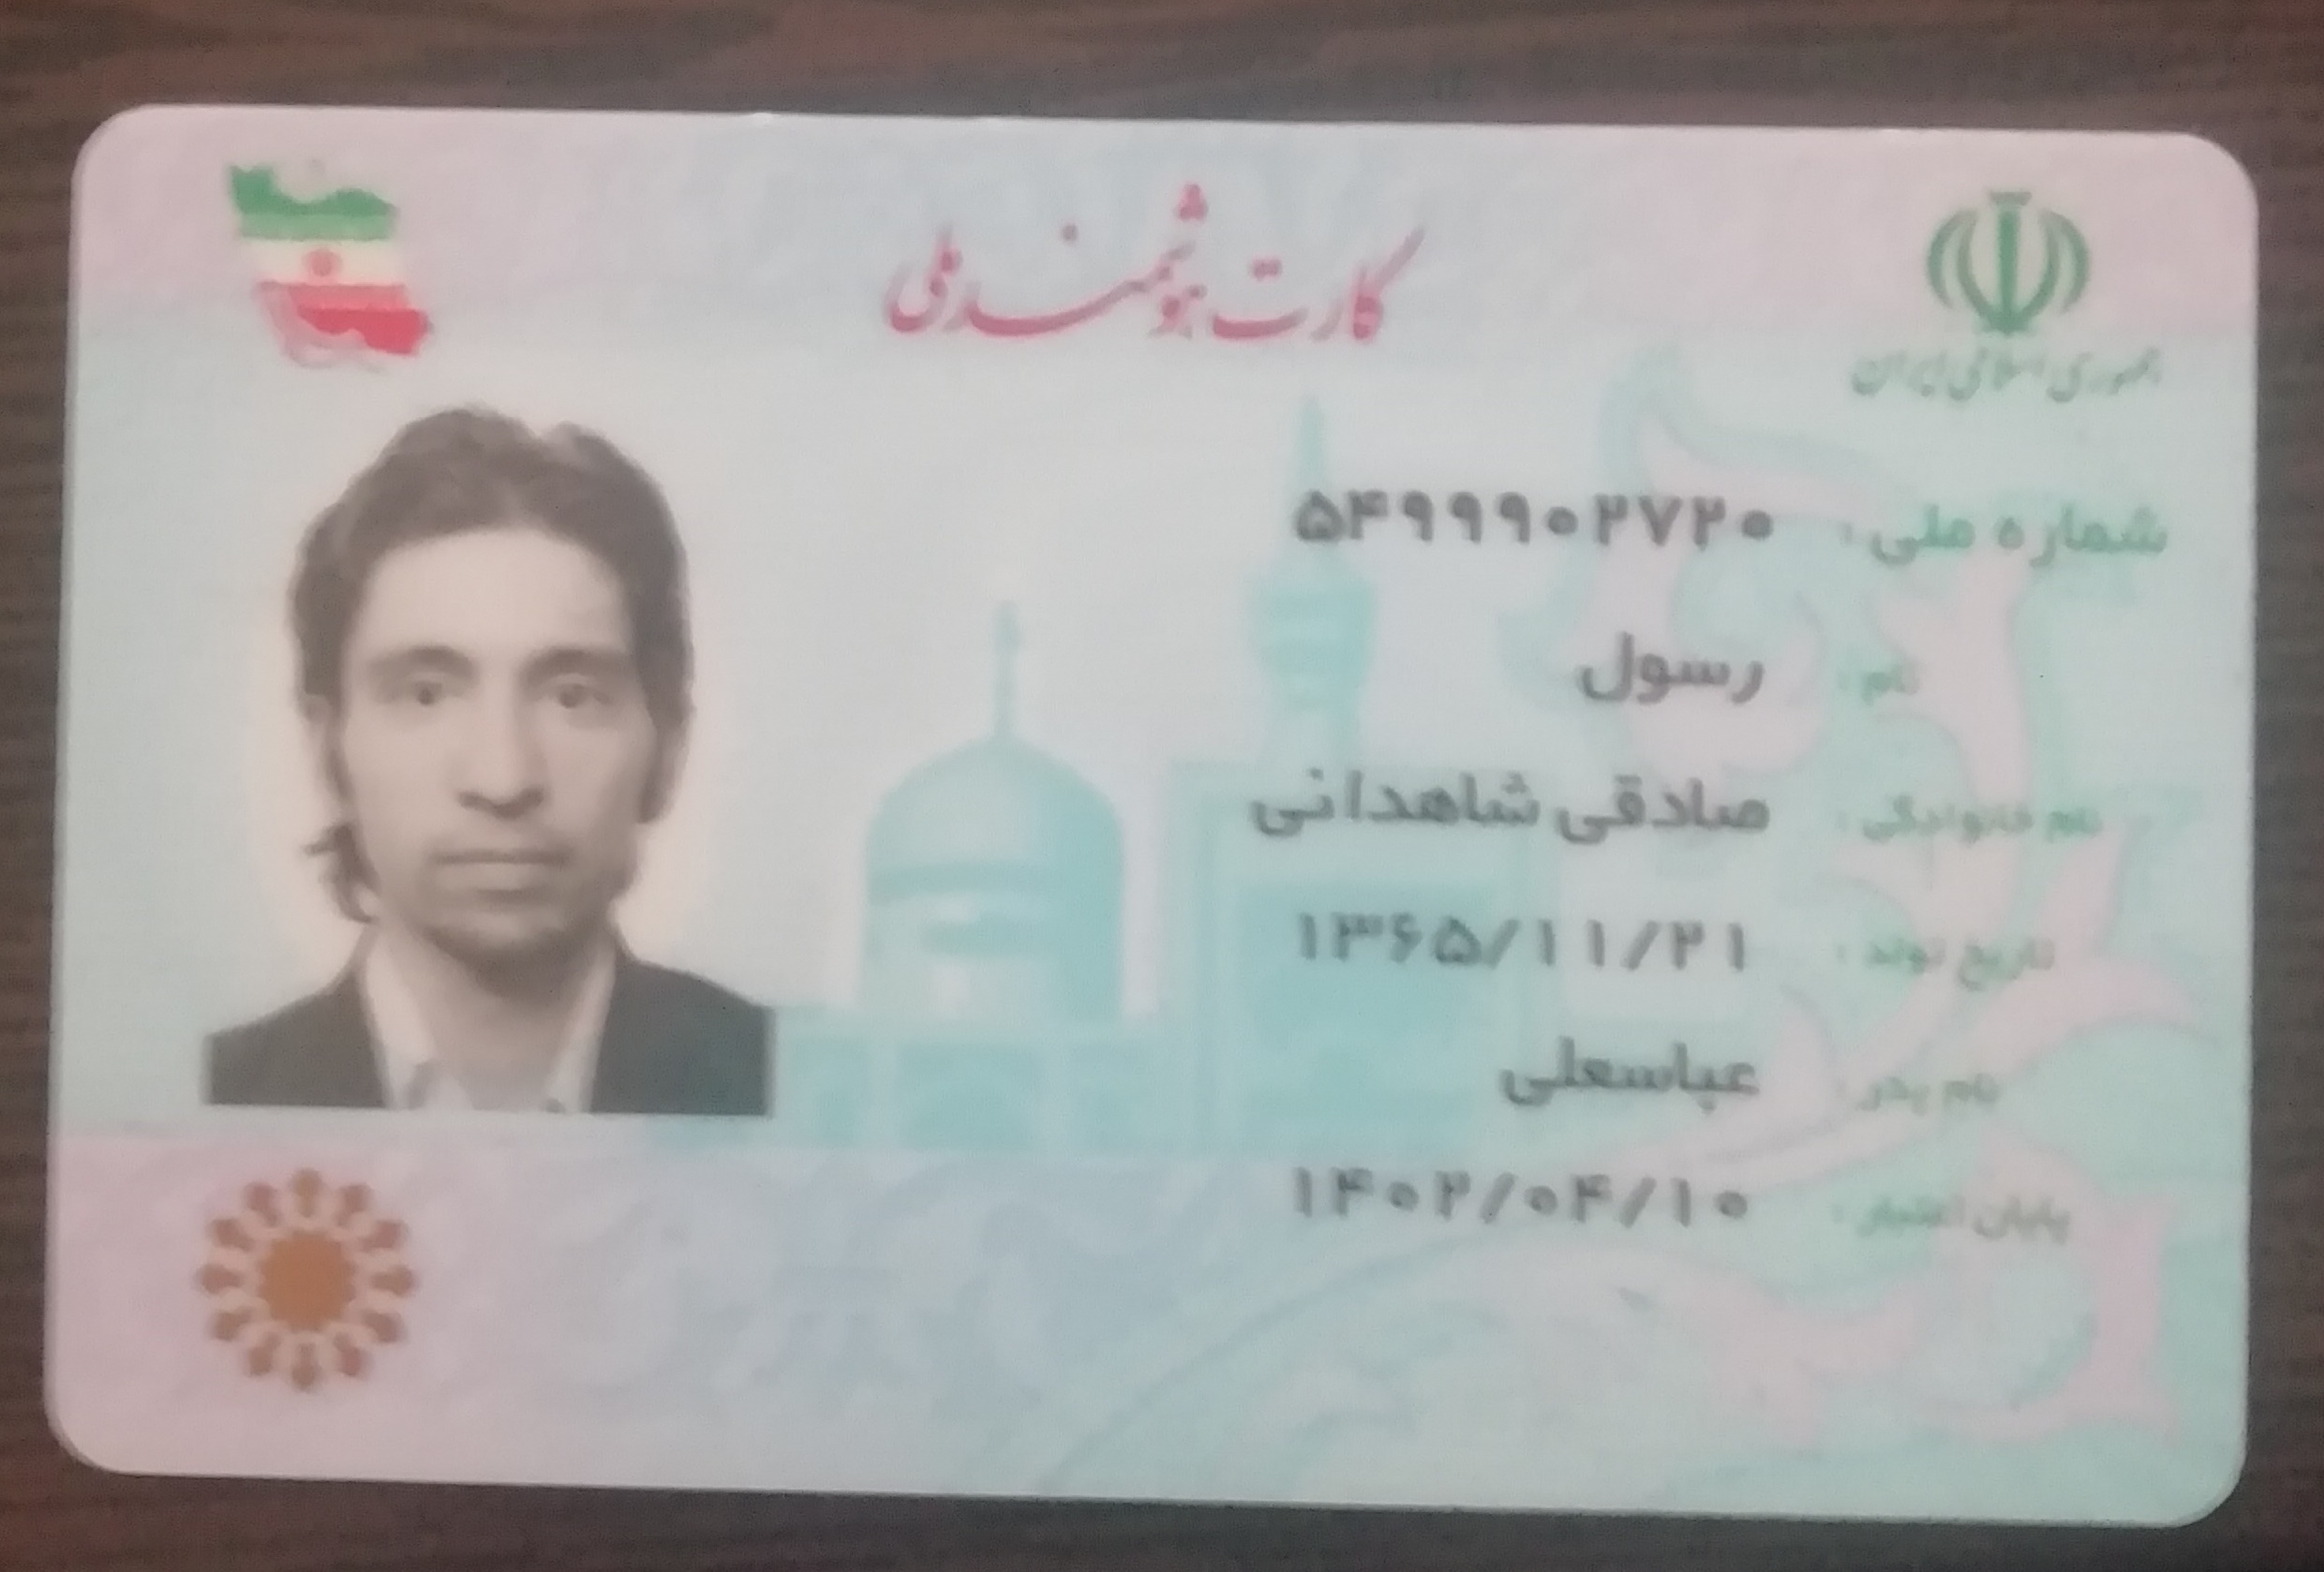 کارت هوشمند ملی
جمهوری اسلامی ایران
شماره ملی : ۵۴۹۹۹۰۲۷۲۰
نام : رسول
نام خانوادگی : صادقی شاهدانی
تاریخ تولد : ۱۳۶۵/۱۱/۲۱
نام پدر : عباسعلی
پایان اعتبار : ۱۴۰۲/۰۴/۱۰